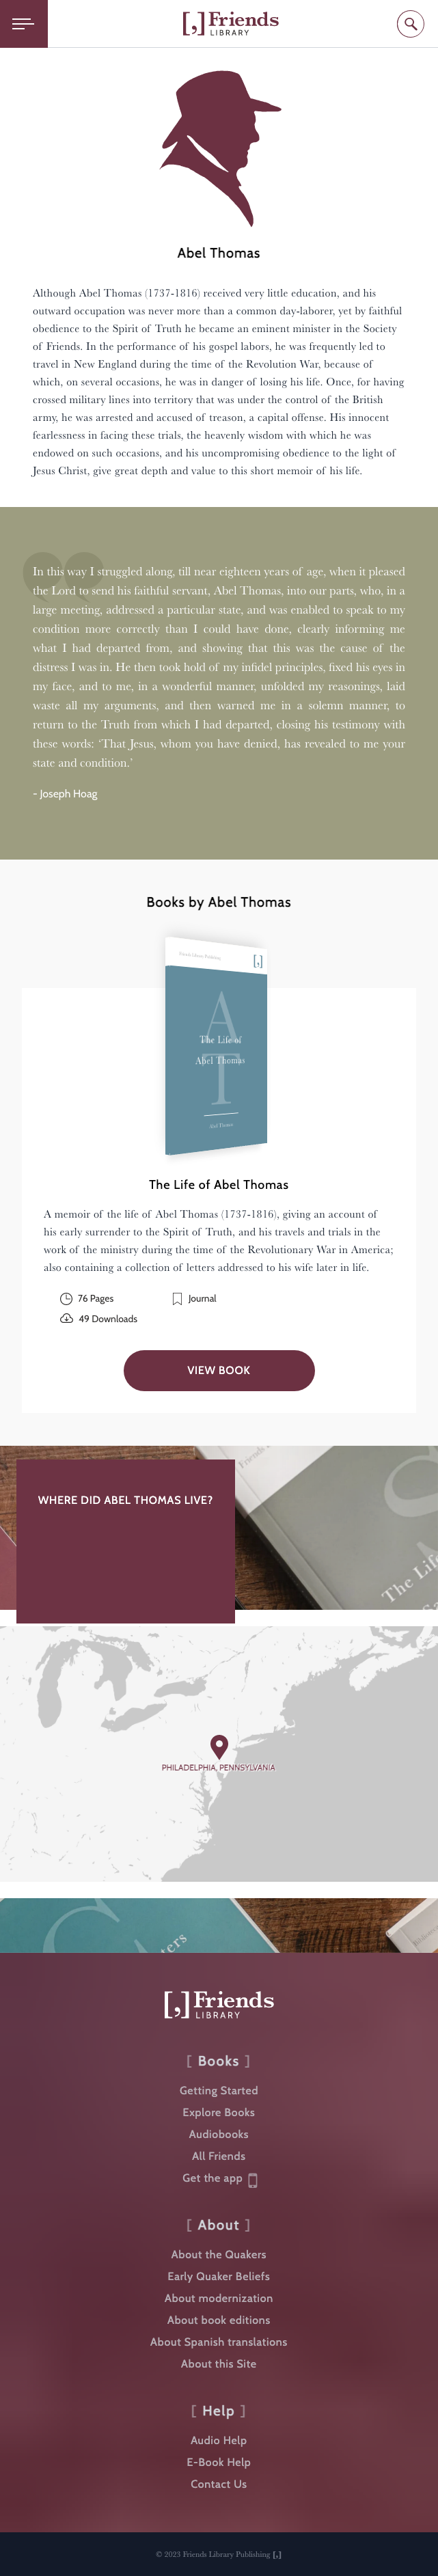 [,] Friends
LIBRARY
Abel Thomas
Although Abel Thomas (1737-1816) received very little education, and his
outward occupation was never more than a common day-laborer, yet by faithful
obedience to the Spirit of Truth he became an eminent minister in the Society
of Friends. In the performance of his gospel labors, he was frequently led to
travel in New England during the time of the Revolution War, because of
which, on several occasions, he was in danger of losing his life. Once, for having
crossed military lines into territory that was under the control of the British
army, he was arrested and accused of treason, a capital offense. His innocent
fearlessness in facing these trials, the heavenly wisdom with which he was
endowed on such occasions, and his uncompromising obedience to the light of
Jesus Christ, give great depth and value to this short memoir of his life.
In this way I struggled along, till near eighteen years of age, when it pleased
the Lord to send his faithful servant, Abel Thomas, into our parts, who, in a
large meeting, addressed a particular state, and was enabled to speak to my
condition more correctly than I could have done, clearly informing me
what I had departed from, and showing that this was the cause of the
distress I was in. He then took hold of my infidel principles, fixed his eyes in
my face, and to me, in a wonderful manner, unfolded my reasonings, laid
waste all my arguments, and then warned me in a solemn manner, to
return to the Truth from which I had departed, closing his testimony with
these words: ‘That Jesus, whom you have denied, has revealed to me your
state and condition.’
- Joseph Hoag
Books by Abel Thomas
Friends Library Publishing
[,]
A
T
The Life of
Abel Thomas
Abel Thomas
The Life of Abel Thomas
A memoir of the life of Abel Thomas (1737-1816), giving an account of
his early surrender to the Spirit of Truth, and his travels and trials in the
work of the ministry during the time of the Revolutionary War in America;
also containing a collection of letters addressed to his wife later in life.
76 Pages
Journal
49 Downloads
VIEW BOOK
WHERE DID ABEL THOMAS LIVE?
The Life
PHILADELPHIA, PENNSYLVANIA
[,] Friends
LIBRARY
[ Books ]
Getting Started
Explore Books
Audiobooks
All Friends
Get the app
[ About ]
About the Quakers
Early Quaker Beliefs
About modernization
About book editions
About Spanish translations
About this Site
[ Help ]
Audio Help
E-Book Help
Contact Us
© 2023 Friends Library Publishing [,]